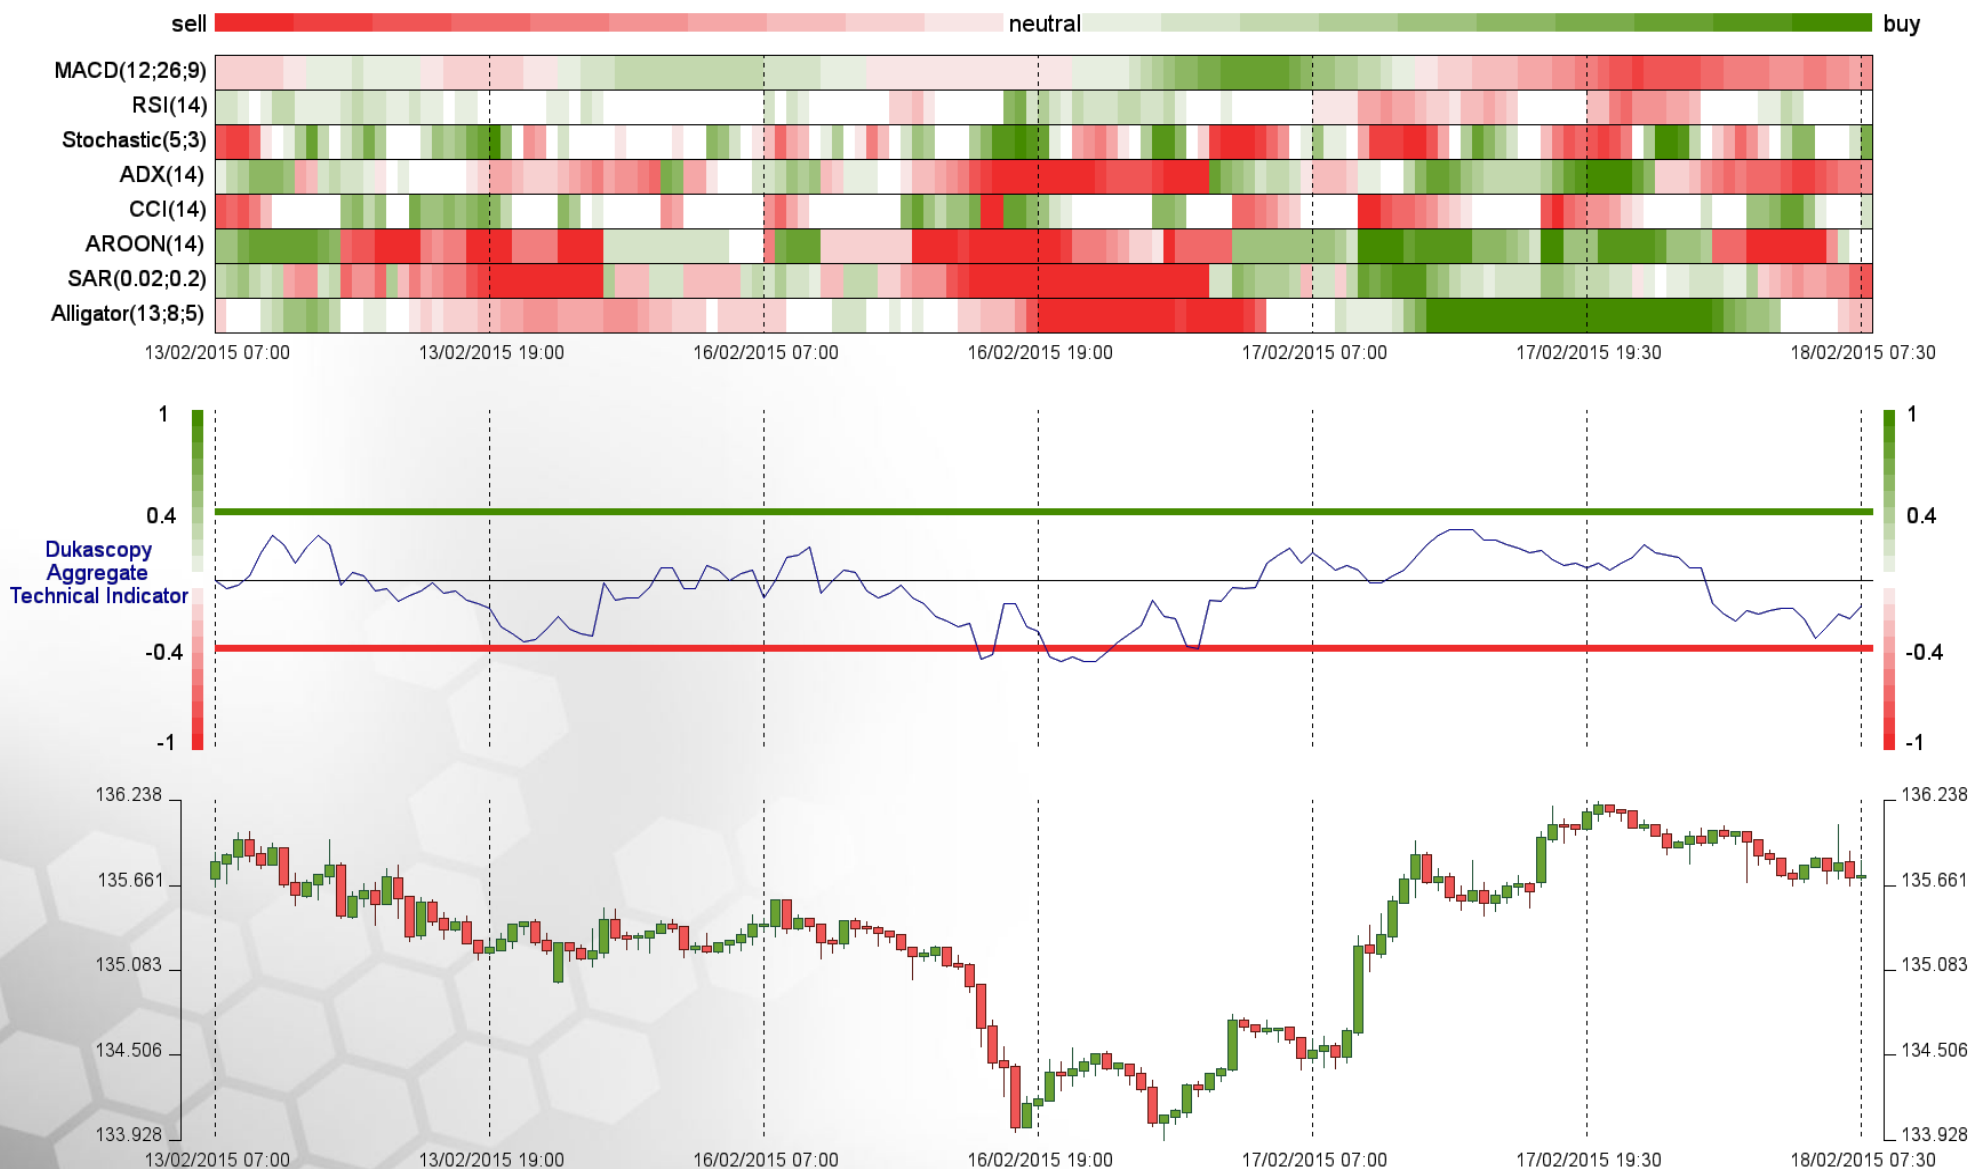 sell neutral buy
MACD(12;26;9)
RSI(14)
Stochastic(5;3)
ADX(14)
CCI(14)
AROON(14)
SAR(0.02;0.2)
Alligator(13;8;5)
13/02/2015 07:00 13/02/2015 19:00 16/02/2015 07:00 16/02/2015 19:00 17/02/2015 07:00 17/02/2015 19:30 18/02/2015 07:30
1 1
0.4 0.4
Dukascopy
Aggregate
Technical Indicator
-0.4 -0.4
-1 -1
136.238 136.238
135.661 135.661
135.083 135.083
134.506 134.506
133.928 133.928
13/02/2015 07:00 13/02/2015 19:00 16/02/2015 07:00 16/02/2015 19:00 17/02/2015 07:00 17/02/2015 19:30 18/02/2015 07:30